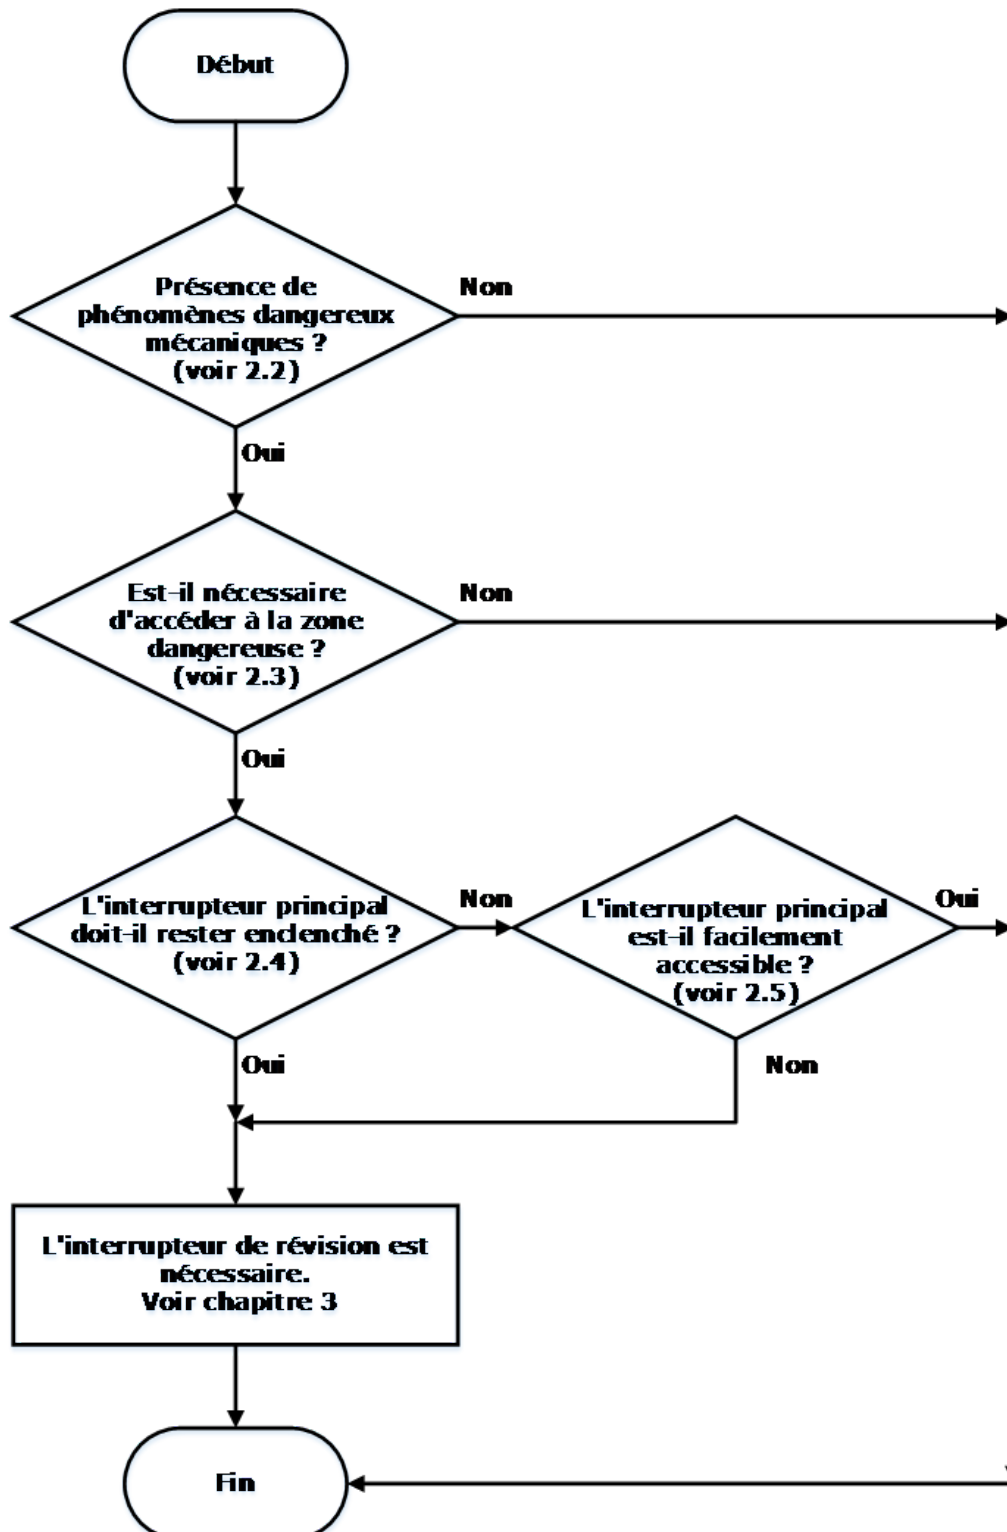 Début
Présence de
phénomènes dangereux
mécaniques ?
(voir 2.2)
Non
Oui
Est-il nécessaire
d'accéder à la zone
dangereuse ?
(voir 2.3)
Non
Oui
L'interrupteur principal
doit-il rester enclenché ?
(voir 2.4)
Non
L'interrupteur principal
est-il facilement
accessible ?
(voir 2.5)
Oui
Oui
Non
L'interrupteur de révision est
nécessaire.
Voir chapitre 3
Fin